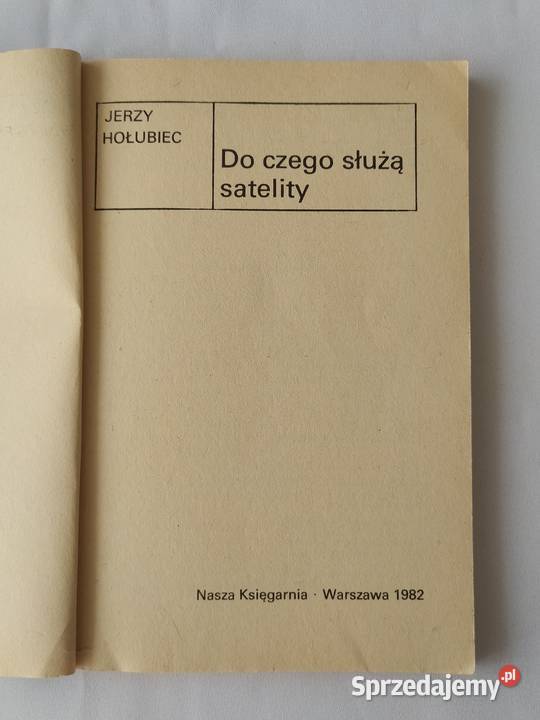 JERZY
HOŁUBIEC
Do czego służą
satelity
Nasza Księgarnia · Warszawa 1982
Sprzedajemy.pl